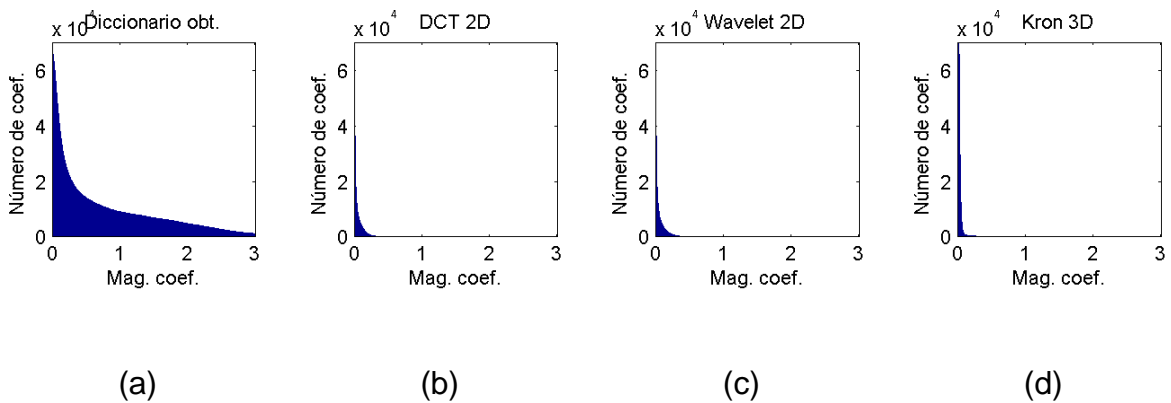 x 10^4 Diccionario obt.
Número de coef.
6
4
2
0
0 1 2 3
Mag. coef.
(a)
x 10^4 DCT 2D
Número de coef.
6
4
2
0
0 1 2 3
Mag. coef.
(b)
x 10^4 Wavelet 2D
Número de coef.
6
4
2
0
0 1 2 3
Mag. coef.
(c)
x 10^4 Kron 3D
Número de coef.
6
4
2
0
0 1 2 3
Mag. coef.
(d)